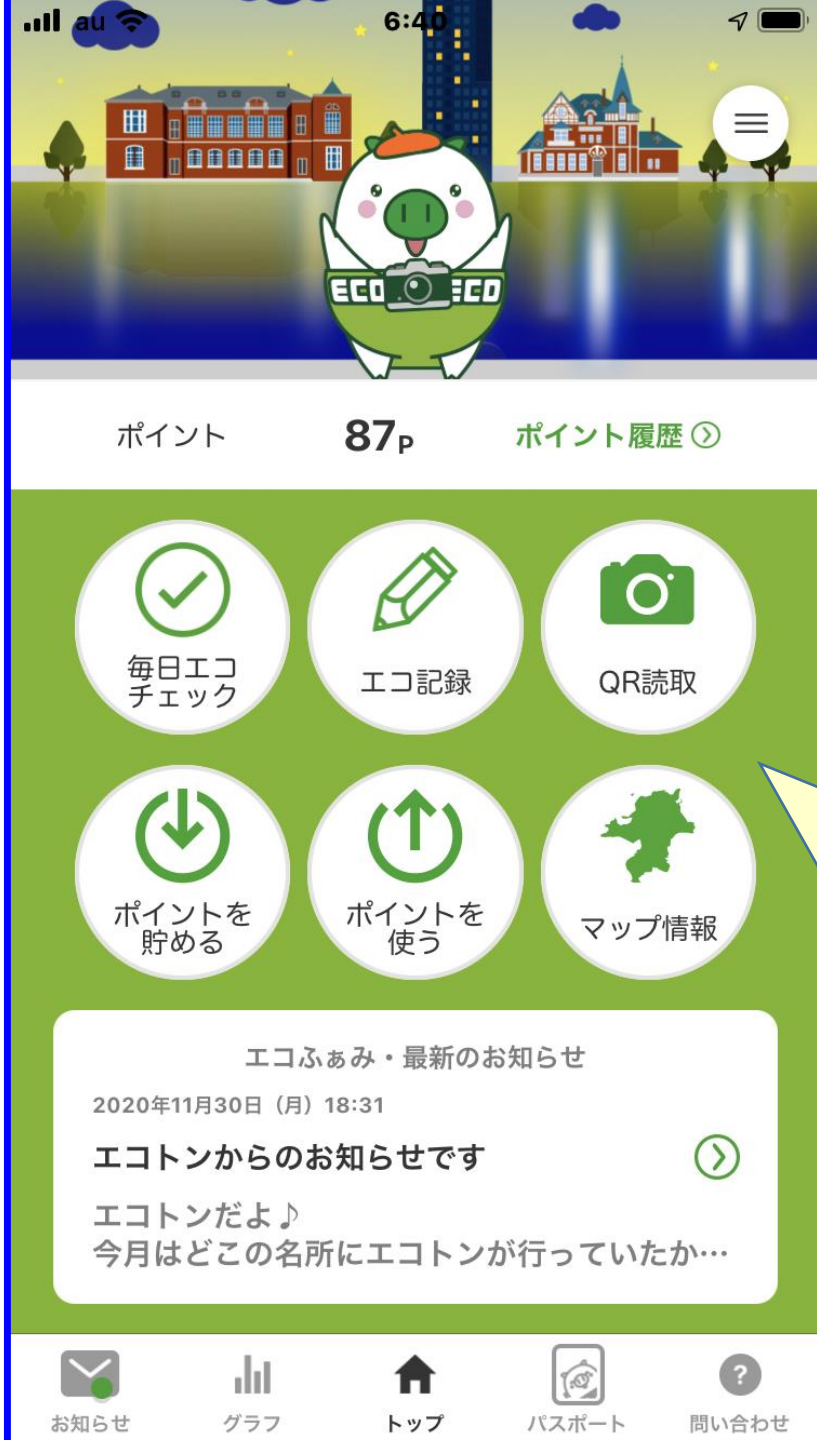 au 6:40
ECO ECO
ポイント 87P ポイント履歴
毎日エコ
チェック
エコ記録
QR読取
ポイントを
貯める
ポイントを
使う
マップ情報
エコふぁみ・最新のお知らせ
2020年11月30日（月）18:31
エコトンからのお知らせです
エコトンだよ♪
今月はどこの名所にエコトンが行っていたか…
お知らせ グラフ トップ パスポート 問い合わせ